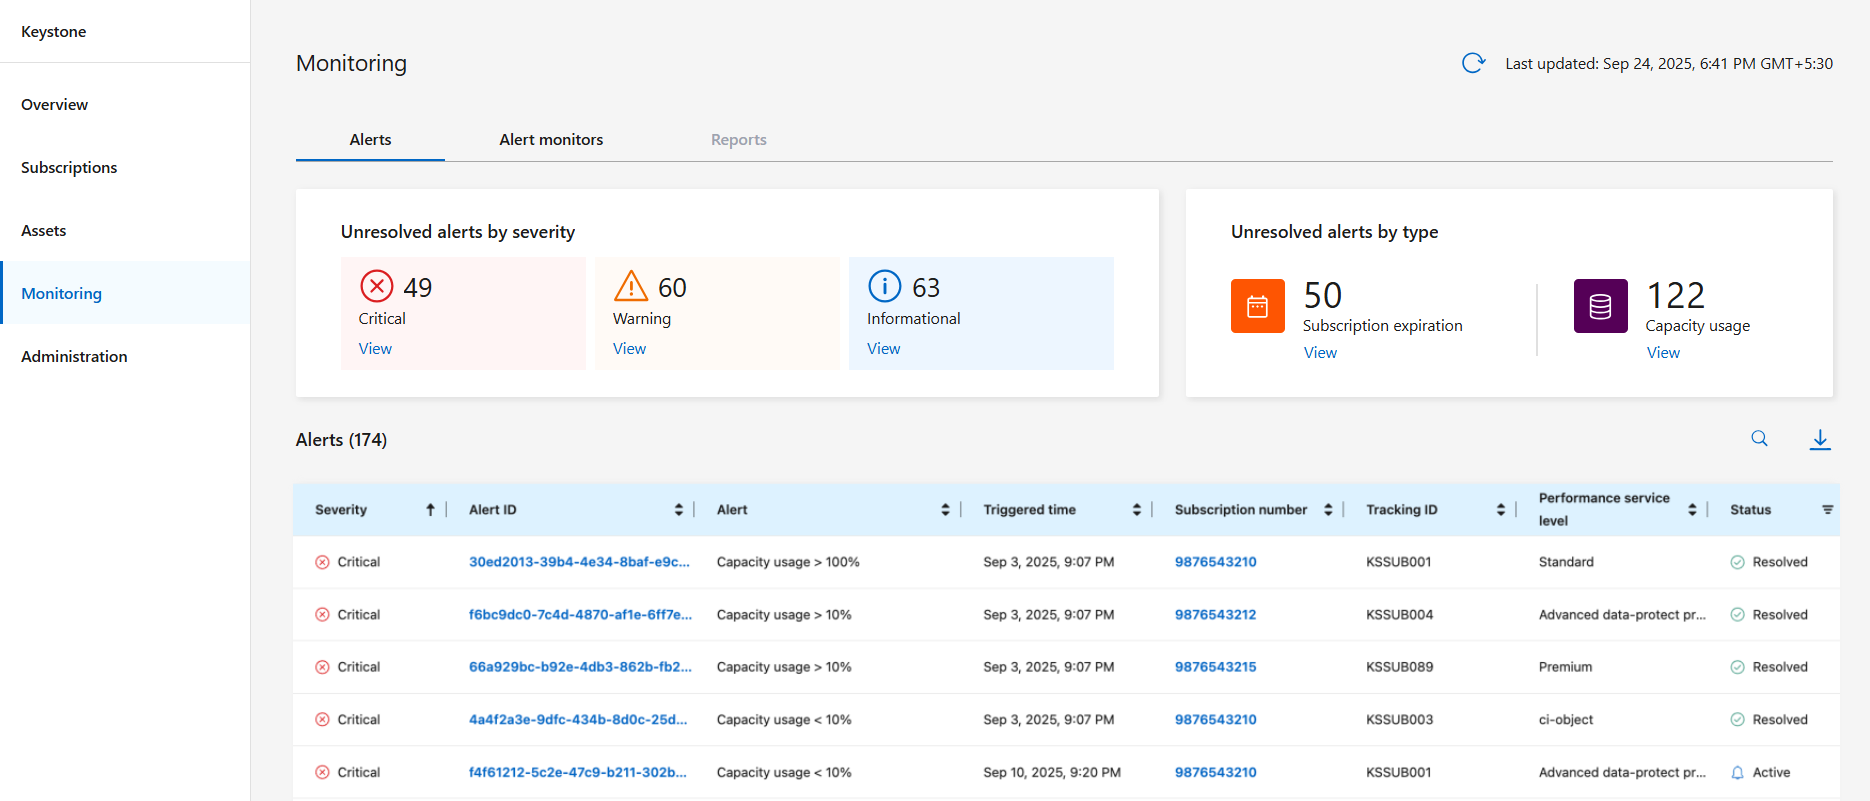 Keystone
Overview
Subscriptions
Assets
Monitoring
Administration
Monitoring
Last updated: Sep 24, 2025, 6:41 PM GMT+5:30
Alerts Alert monitors Reports
Unresolved alerts by severity
49
Critical
View
60
Warning
View
63
Informational
View
Unresolved alerts by type
50
Subscription expiration
View
122
Capacity usage
View
Alerts (174)
Severity Alert ID Alert Triggered time Subscription number Tracking ID Performance service level Status
Critical 30ed2013-39b4-4e34-8baf-e9c... Capacity usage > 100% Sep 3, 2025, 9:07 PM 9876543210 KSSUB001 Standard Resolved
Critical f6bc9dc0-7c4d-4870-af1e-6ff7e... Capacity usage > 10% Sep 3, 2025, 9:07 PM 9876543212 KSSUB004 Advanced data-protect pr... Resolved
Critical 66a929bc-b92e-4db3-862b-fb2... Capacity usage > 10% Sep 3, 2025, 9:07 PM 9876543215 KSSUB089 Premium Resolved
Critical 4a4f2a3e-9dfc-434b-8d0c-25d... Capacity usage < 10% Sep 3, 2025, 9:07 PM 9876543210 KSSUB003 ci-object Resolved
Critical f4f61212-5c2e-47c9-b211-302b... Capacity usage < 10% Sep 10, 2025, 9:20 PM 9876543210 KSSUB001 Advanced data-protect pr... Active